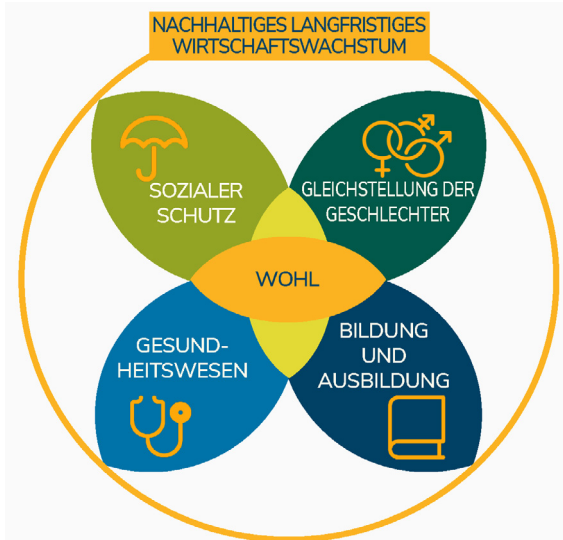 NACHHALTIGES LANGFRISTIGES
WIRTSCHAFTSWACHSTUM
SOZIALER
SCHUTZ
GLEICHSTELLUNG DER
GESCHLECHTER
WOHL
GESUND-
HEITSWESEN
BILDUNG
UND
AUSBILDUNG